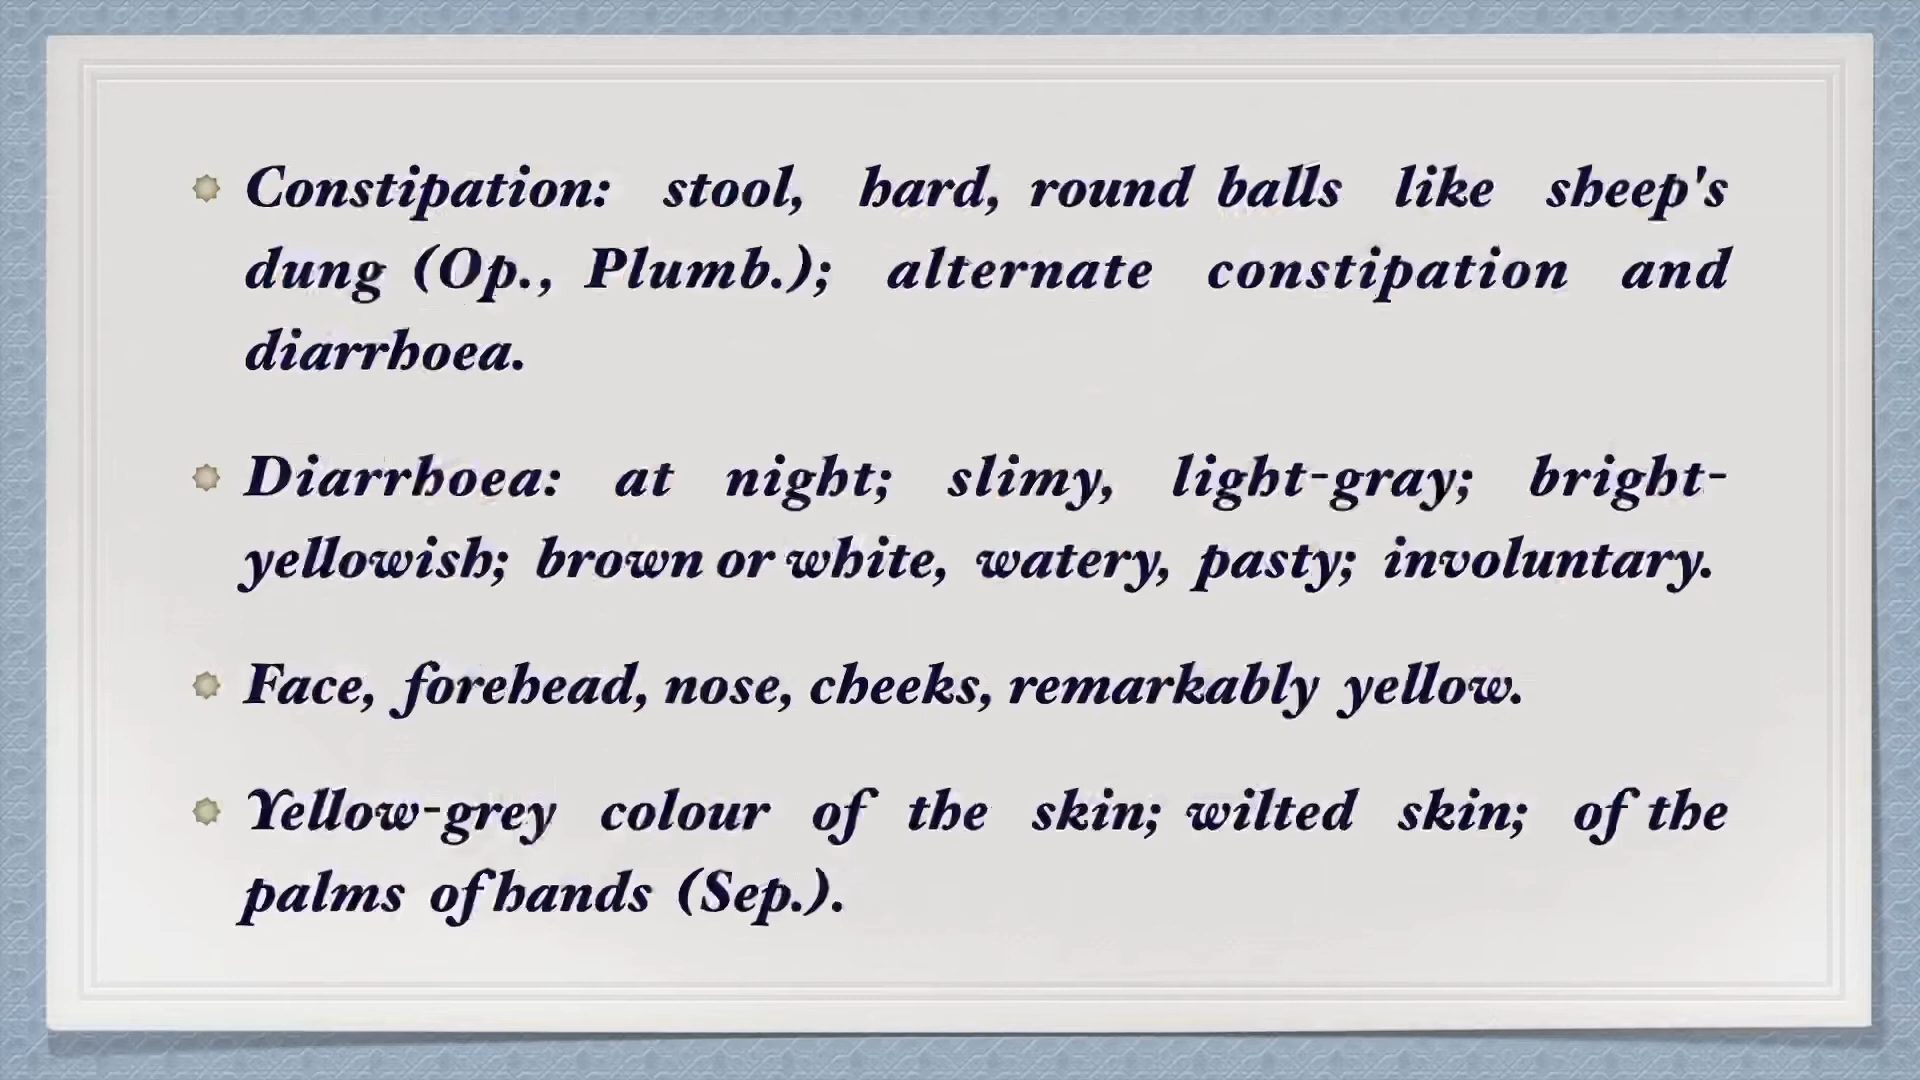 Constipation: stool, hard, round balls like sheep's
dung (Op., Plumb.); alternate constipation and
diarrhoea.
Diarrhoea: at night; slimy, light-gray; bright-
yellowish; brown or white, watery, pasty; involuntary.
Face, forehead, nose, cheeks, remarkably yellow.
Yellow-grey colour of the skin; wilted skin; of the
palms of hands (Sep.).